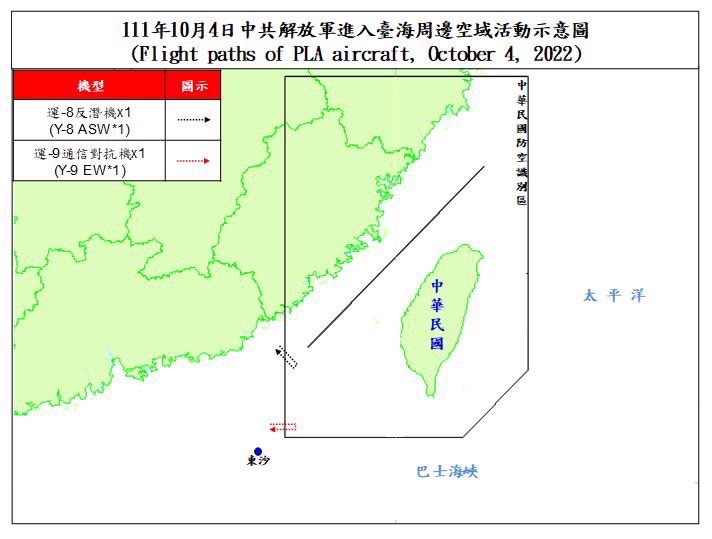 111年10月4日中共解放軍進入臺海周邊空域活動示意圖
(Flight paths of PLA aircraft, October 4, 2022)
機型
圖示
運-8反潛機x1
(Y-8 ASW*1)
運-9通信對抗機x1
(Y-9 EW*1)
中華民國防空識別區
中華民國
太平洋
東沙
巴士海峽